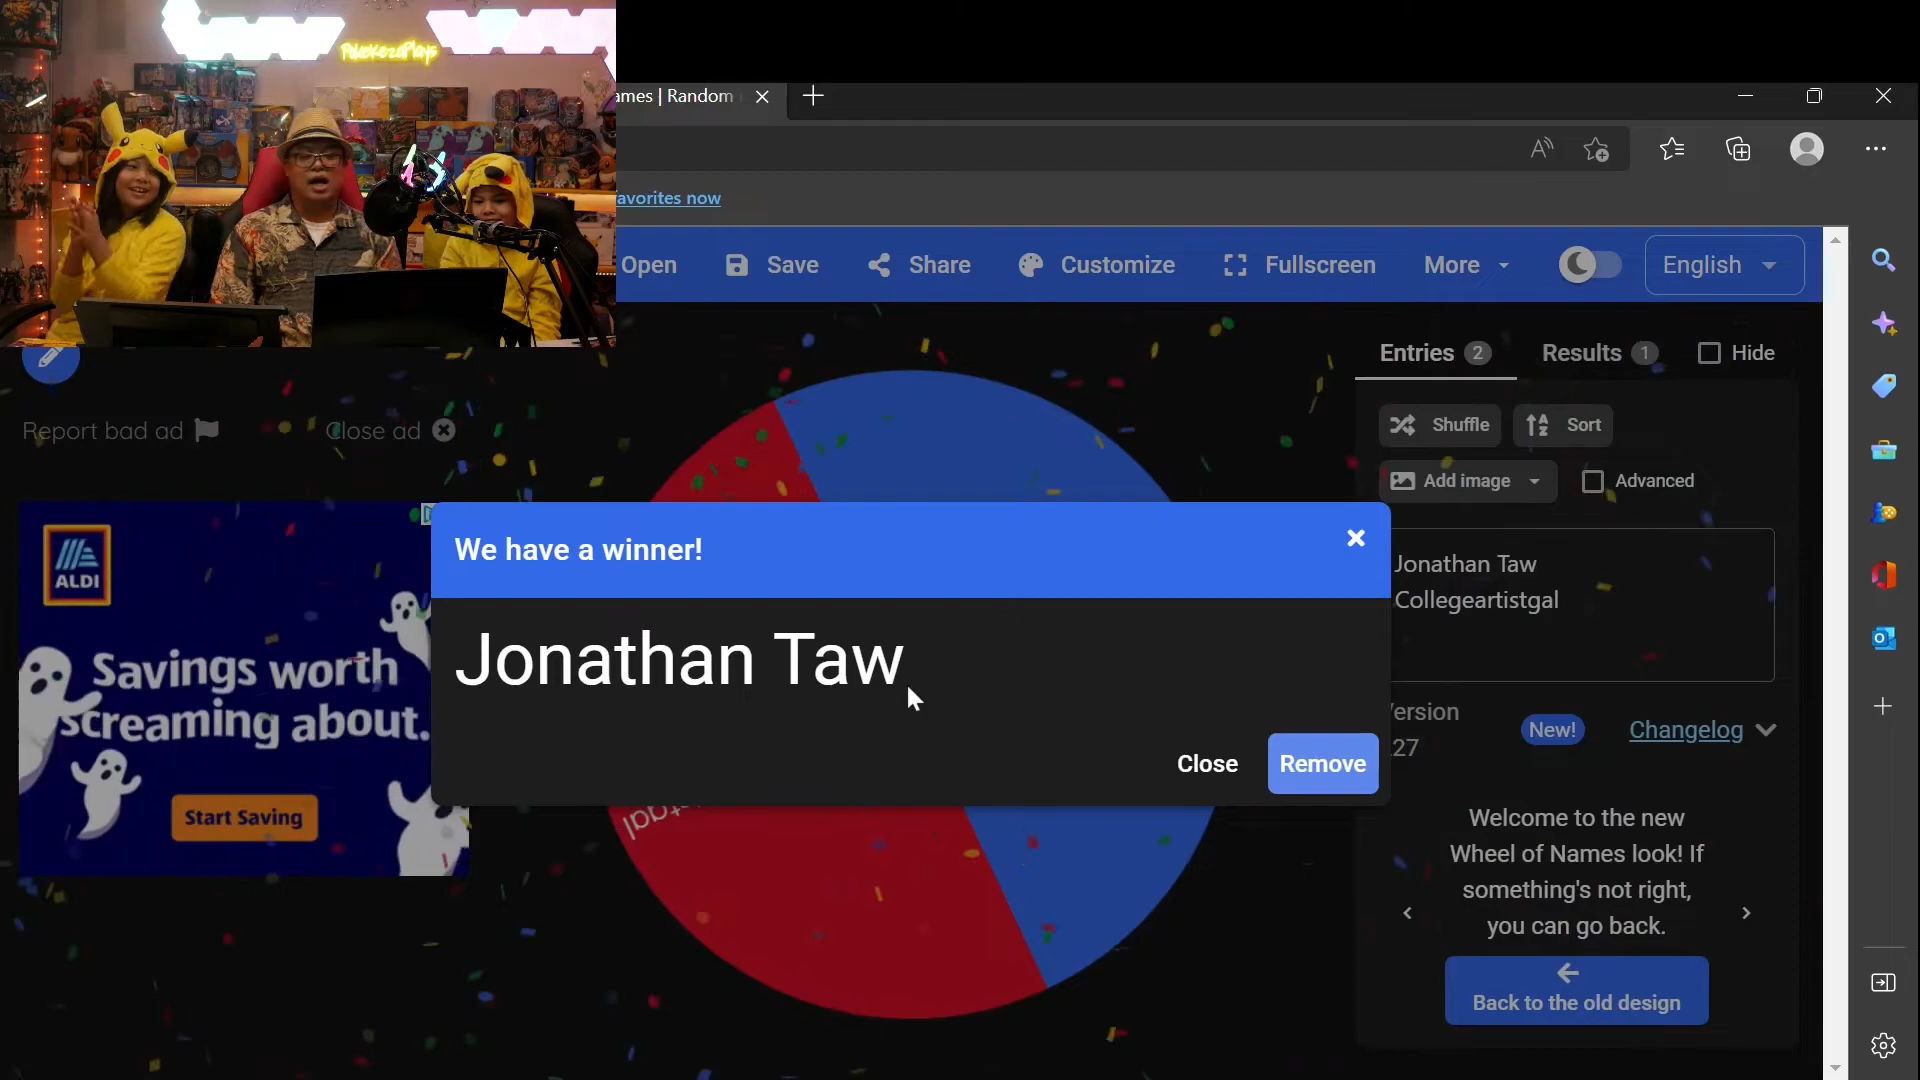 PokeKezaPlays
ames | Random
avorites now
Open
Save
Share
Customize
Fullscreen
More
English
Entries 2
Results 1
Hide
Shuffle
Sort
Add image
Advanced
Report bad ad
Close ad
ALDI
Savings worth
screaming about.
Start Saving
We have a winner!
Jonathan Taw
Close
Remove
Jonathan Taw
Collegeartistgal
ersion
27
New!
Changelog
Welcome to the new
Wheel of Names look! If
something's not right,
you can go back.
Back to the old design